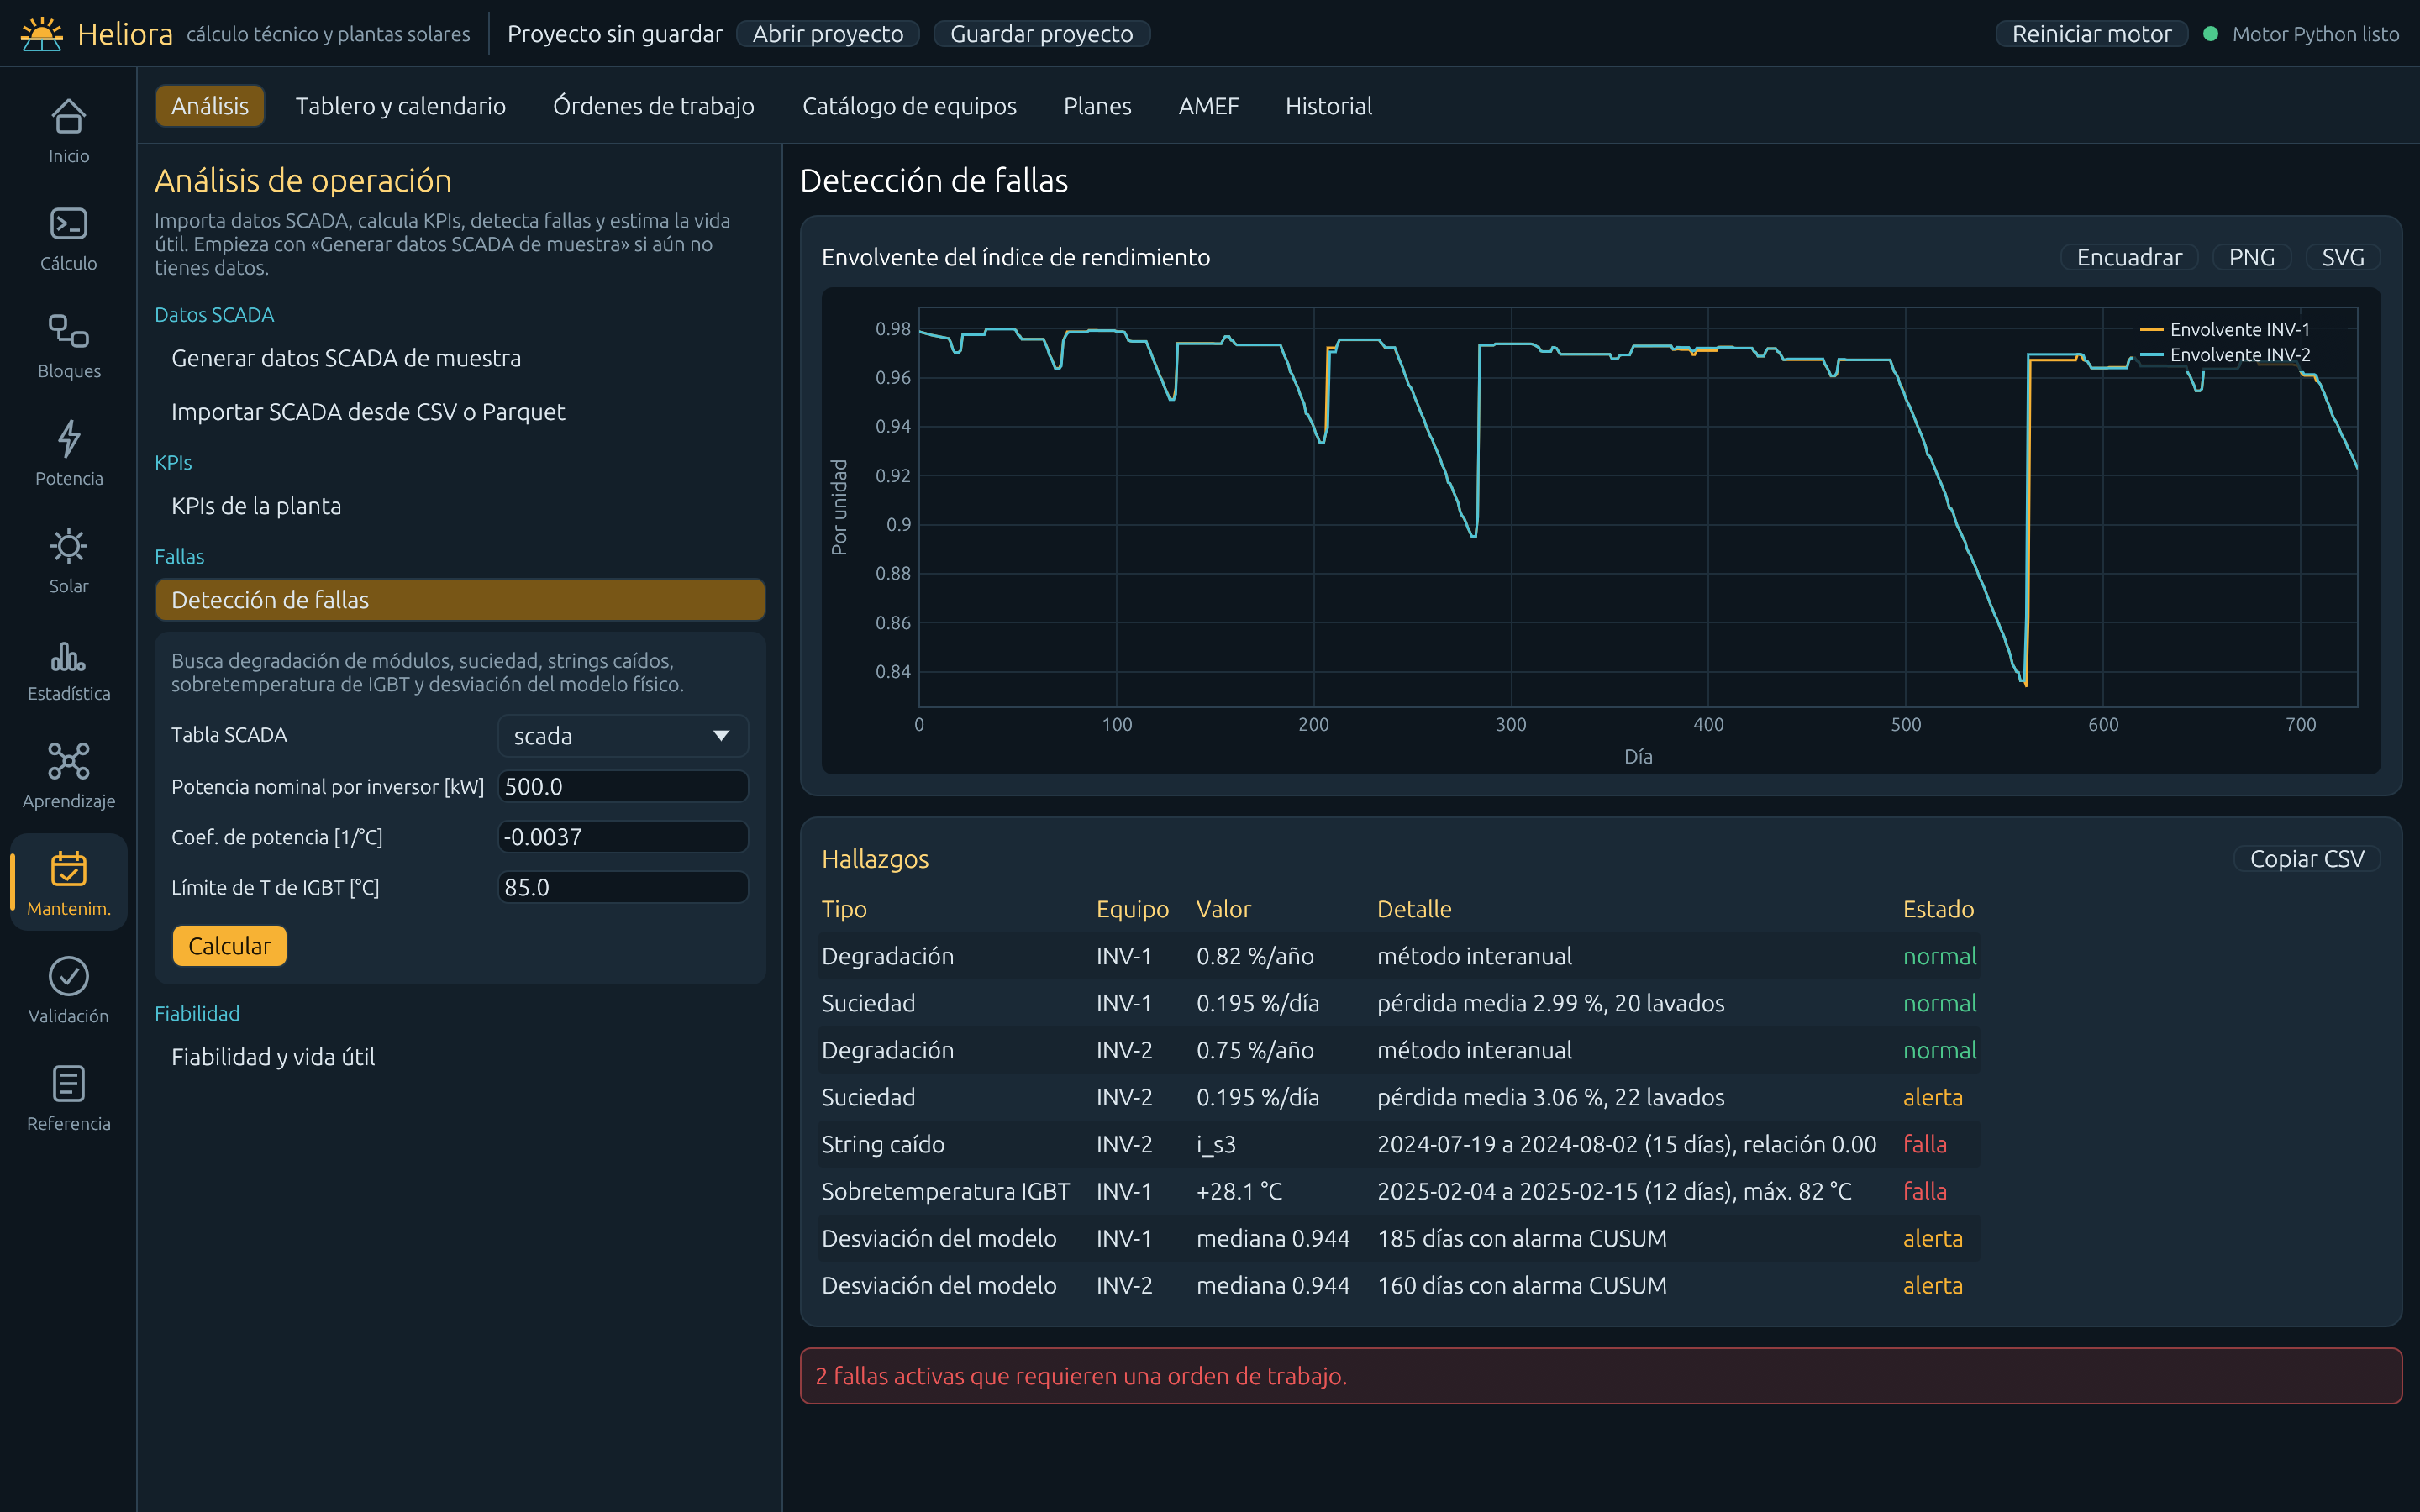 Heliora cálculo técnico y plantas solares Proyecto sin guardar Abrir proyecto Guardar proyecto Reiniciar motor Motor Python listo
Inicio
Cálculo
Bloques
Potencia
Solar
Estadística
Aprendizaje
Mantenim.
Validación
Referencia
Análisis Tablero y calendario Órdenes de trabajo Catálogo de equipos Planes AMEF Historial
Análisis de operación
Importa datos SCADA, calcula KPIs, detecta fallas y estima la vida
útil. Empieza con «Generar datos SCADA de muestra» si aún no
tienes datos.
Datos SCADA
Generar datos SCADA de muestra
Importar SCADA desde CSV o Parquet
KPIs
KPIs de la planta
Fallas
Detección de fallas
Busca degradación de módulos, suciedad, strings caídos,
sobretemperatura de IGBT y desviación del modelo físico.
Tabla SCADA scada
Potencia nominal por inversor [kW] 500.0
Coef. de potencia [1/°C] -0.0037
Límite de T de IGBT [°C] 85.0
Calcular
Fiabilidad
Fiabilidad y vida útil
Detección de fallas
Envolvente del índice de rendimiento Encuadrar PNG SVG
Envolvente INV-1
Envolvente INV-2
Por unidad
0.98
0.96
0.94
0.92
0.9
0.88
0.86
0.84
0 100 200 300 400 500 600 700
Día
Hallazgos Copiar CSV
Tipo Equipo Valor Detalle Estado
Degradación INV-1 0.82 %/año método interanual normal
Suciedad INV-1 0.195 %/día pérdida media 2.99 %, 20 lavados normal
Degradación INV-2 0.75 %/año método interanual normal
Suciedad INV-2 0.195 %/día pérdida media 3.06 %, 22 lavados alerta
String caído INV-2 i_s3 2024-07-19 a 2024-08-02 (15 días), relación 0.00 falla
Sobretemperatura IGBT INV-1 +28.1 °C 2025-02-04 a 2025-02-15 (12 días), máx. 82 °C falla
Desviación del modelo INV-1 mediana 0.944 185 días con alarma CUSUM alerta
Desviación del modelo INV-2 mediana 0.944 160 días con alarma CUSUM alerta
2 fallas activas que requieren una orden de trabajo.